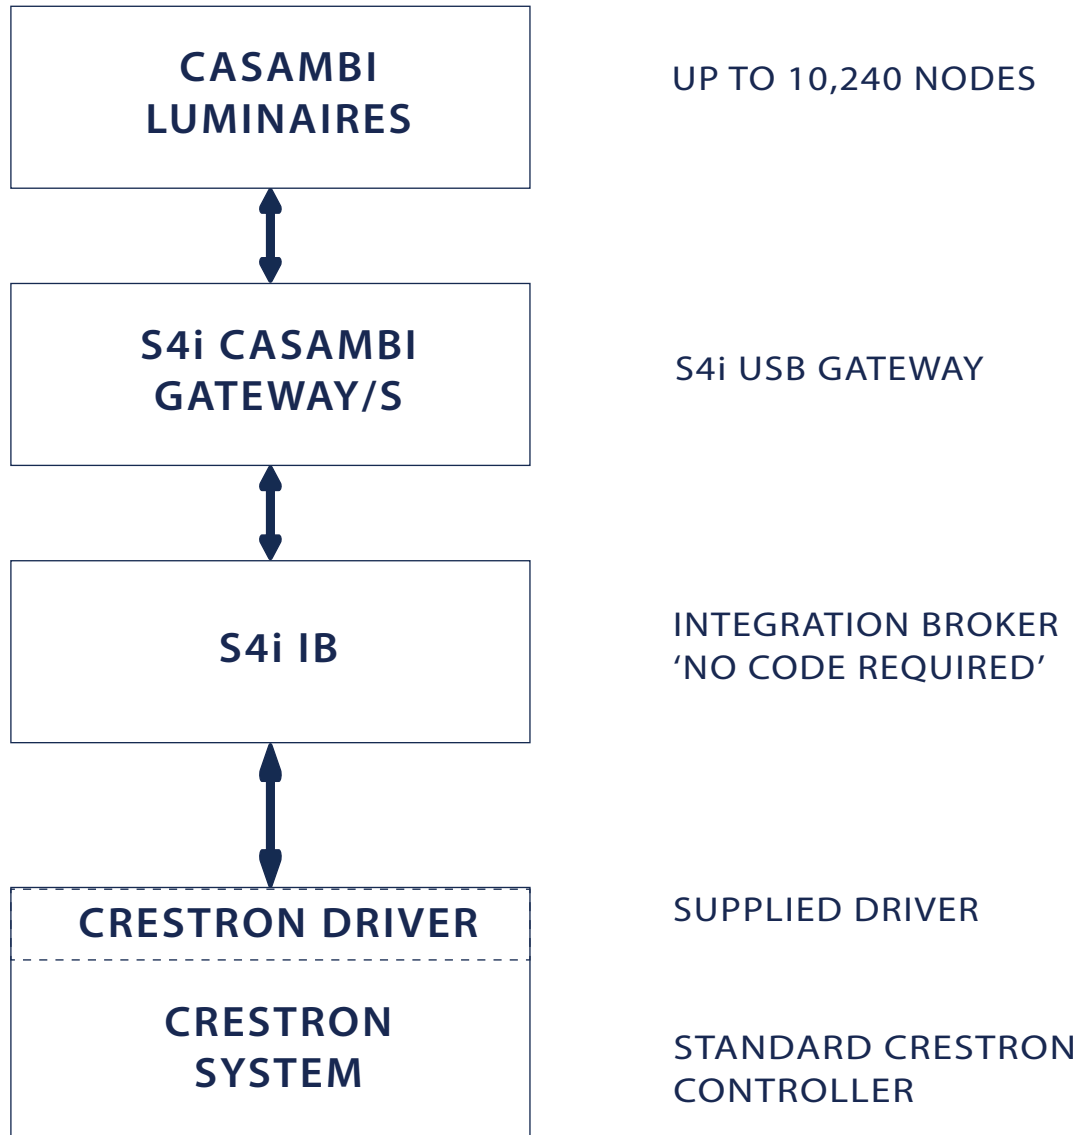 CASAMBI
LUMINAIRES
UP TO 10,240 NODES
S4i CASAMBI
GATEWAY/S
S4i USB GATEWAY
S4i IB
INTEGRATION BROKER
‘NO CODE REQUIRED’
CRESTRON DRIVER
SUPPLIED DRIVER
CRESTRON
SYSTEM
STANDARD CRESTRON
CONTROLLER